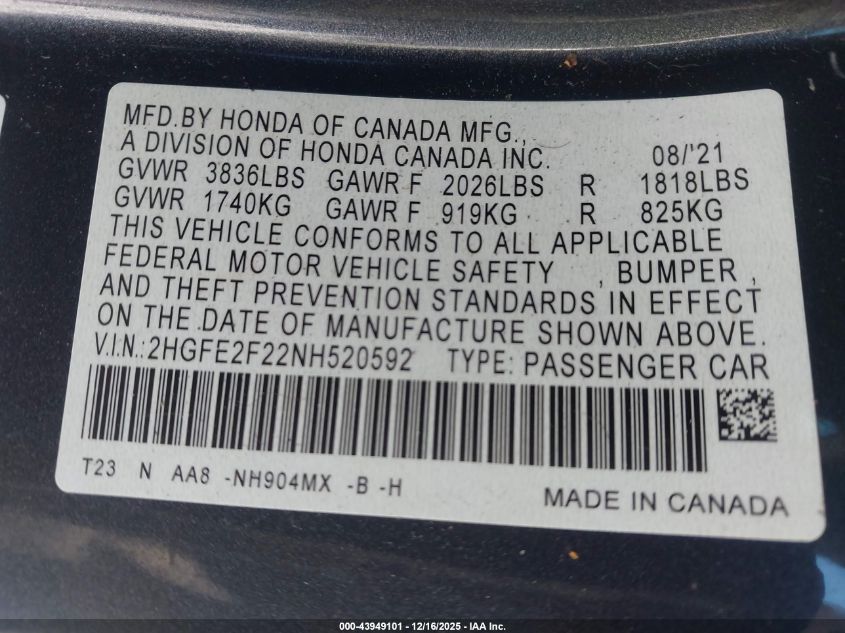 MFD.BY HONDA OF CANADA MFG.,
A DIVISION OF HONDA CANADA INC. 08/'21
GVWR 3836LBS GAWR F 2026LBS R 1818LBS
GVWR 1740KG GAWR F 919KG R 825KG
THIS VEHICLE CONFORMS TO ALL APPLICABLE
FEDERAL MOTOR VEHICLE SAFETY , BUMPER ,
AND THEFT PREVENTION STANDARDS IN EFFECT
ON THE DATE OF MANUFACTURE SHOWN ABOVE.
V.I.N.:2HGFE2F22NH520592 TYPE: PASSENGER CAR
T23 N AA8 -NH904MX -B -H
MADE IN CANADA
000-43949101 - 12/16/2025 - IAA Inc.